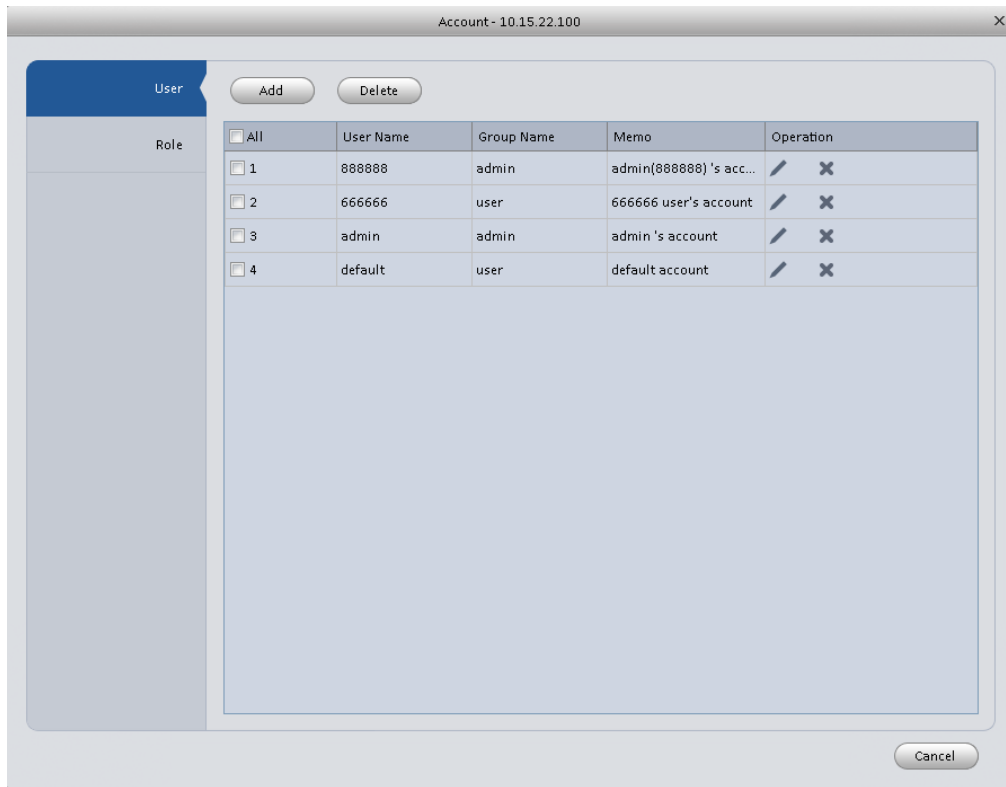 Account - 10.15.22.100
User
Add Delete
Role
All User Name Group Name Memo Operation
1 888888 admin admin(888888) 's acc...
2 666666 user 666666 user's account
3 admin admin admin 's account
4 default user default account
Cancel